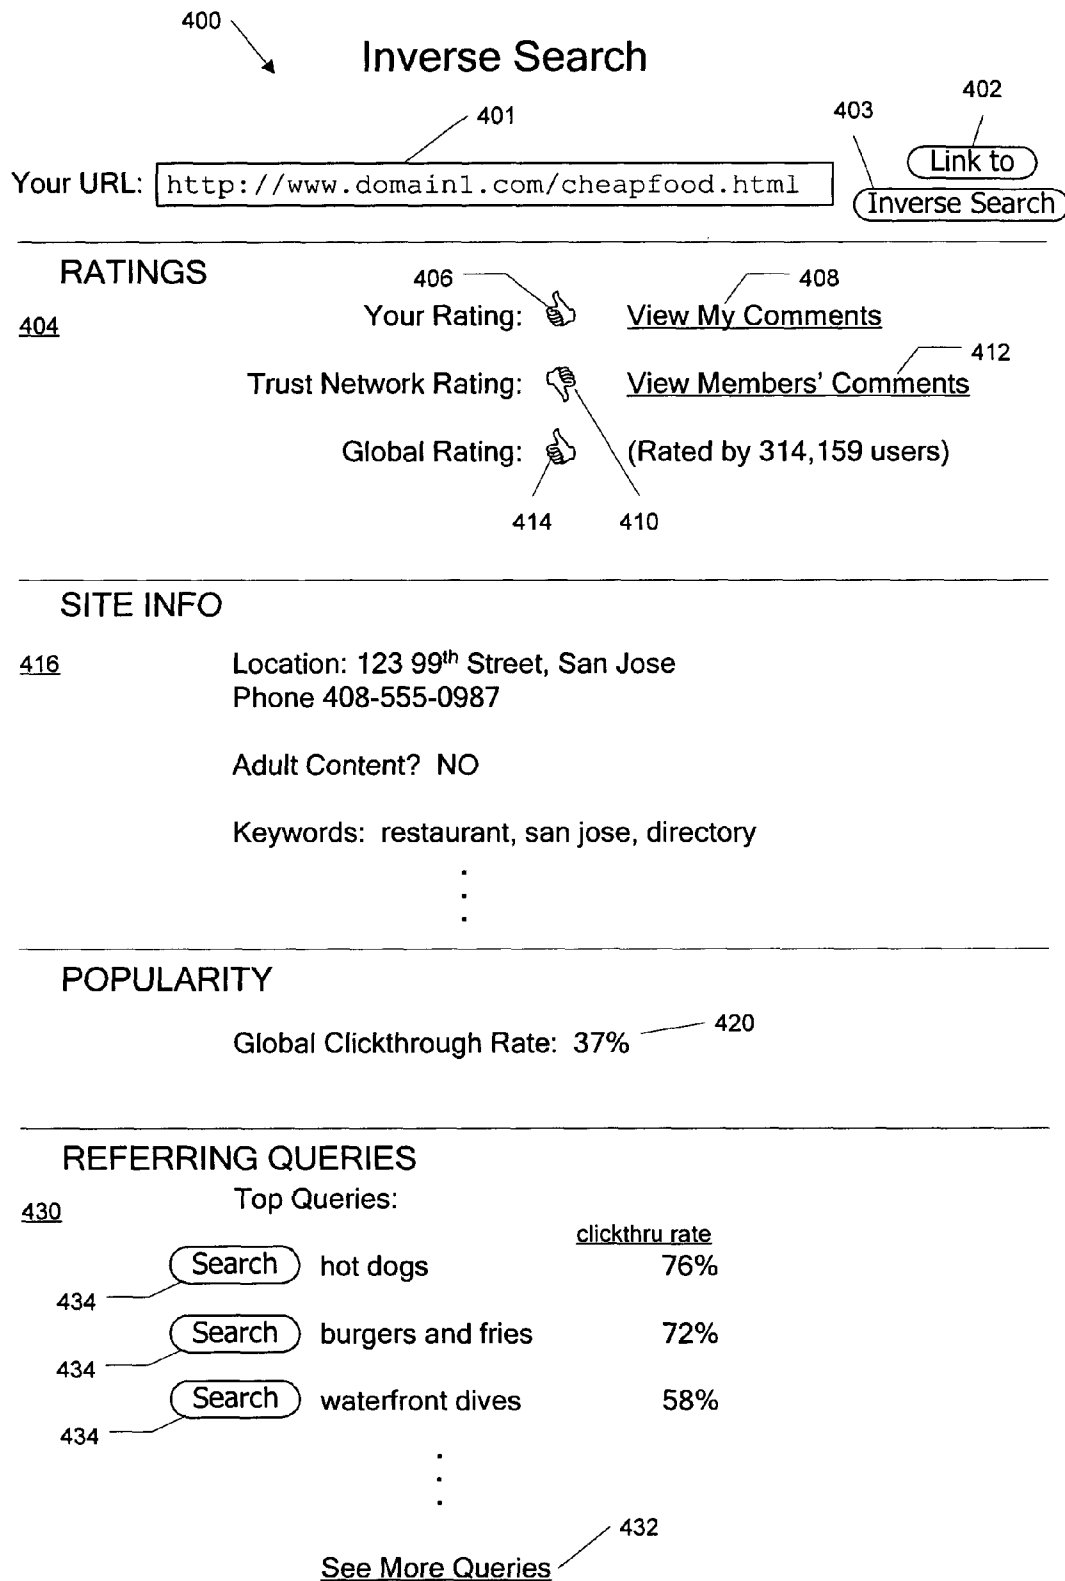 400
Inverse Search
401
402
403
Your URL: http://www.domain1.com/cheapfood.html
Link to
Inverse Search
RATINGS
404
406
408
Your Rating: View My Comments
412
Trust Network Rating: View Members' Comments
Global Rating: (Rated by 314,159 users)
414
410
SITE INFO
416
Location: 123 99th Street, San Jose
Phone 408-555-0987
Adult Content? NO
Keywords: restaurant, san jose, directory
POPULARITY
Global Clickthrough Rate: 37%
420
REFERRING QUERIES
430
Top Queries:
clickthru rate
Search hot dogs 76%
434
Search burgers and fries 72%
434
Search waterfront dives 58%
434
432
See More Queries